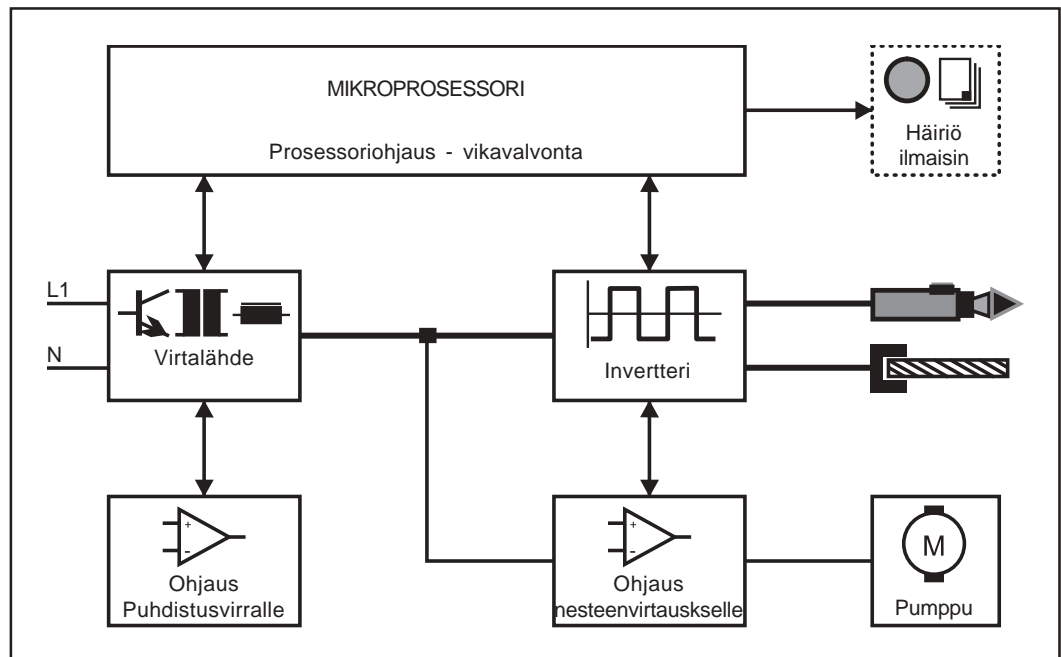 MIKROPROSESSORI
Prosessoriohjaus - vikavalvonta
Häiriö
ilmaisin
L1
N
Virtalähde
Invertteri
+
-
Ohjaus
Puhdistusvirralle
+
-
Ohjaus
nesteenvirtaukselle
M
Pumppu